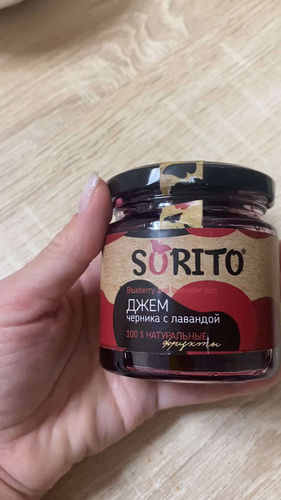 SORITO®
Blueberry and lavender jam
ДЖЕМ
черника с лавандой
100% НАТУРАЛЬНЫЕ
фрукты